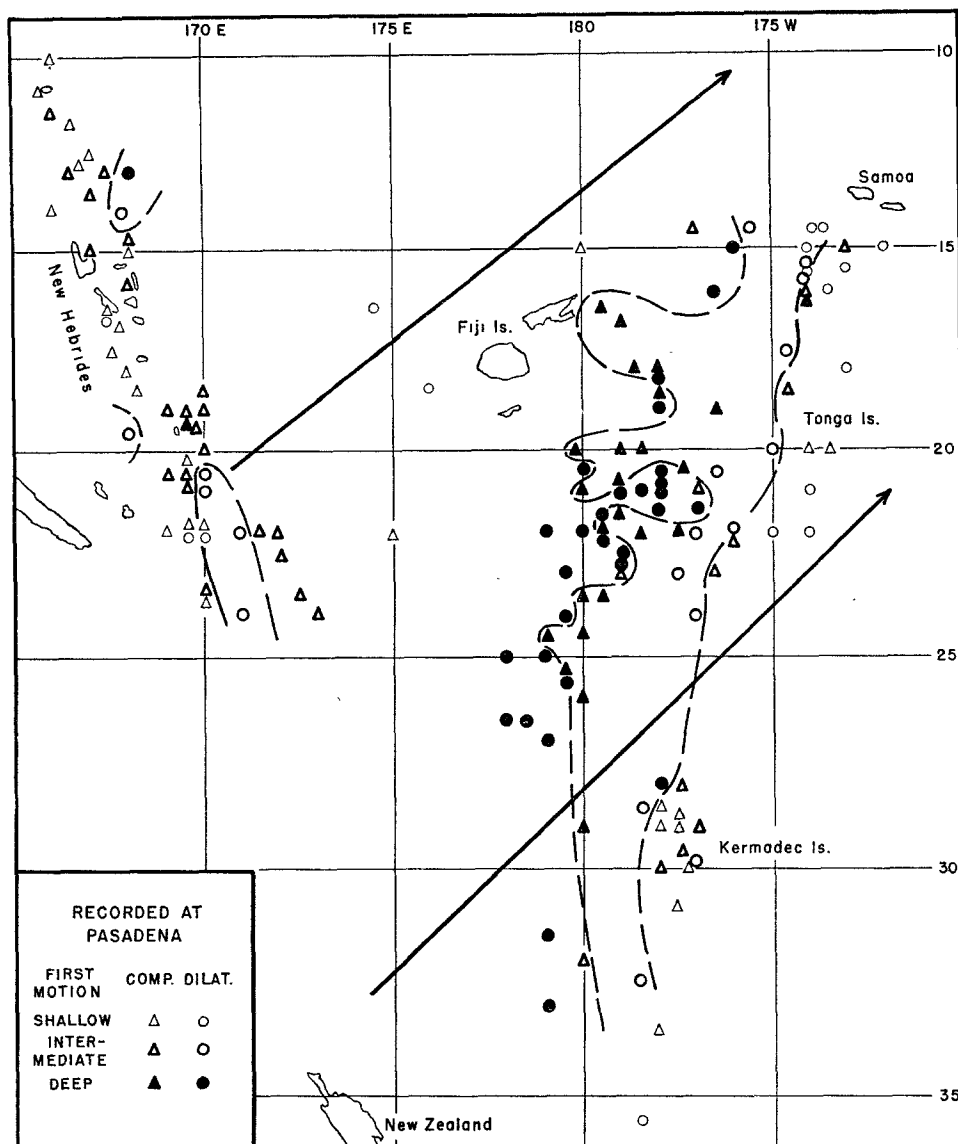 170 E 175 E 180 175 W
10
Samoa
15
New Hebrides
Fiji Is.
Tonga Is.
20
25
Kermadec Is.
30
RECORDED AT
PASADENA
FIRST
MOTION COMP. DILAT.
SHALLOW
INTER-
MEDIATE
DEEP
35
New Zealand